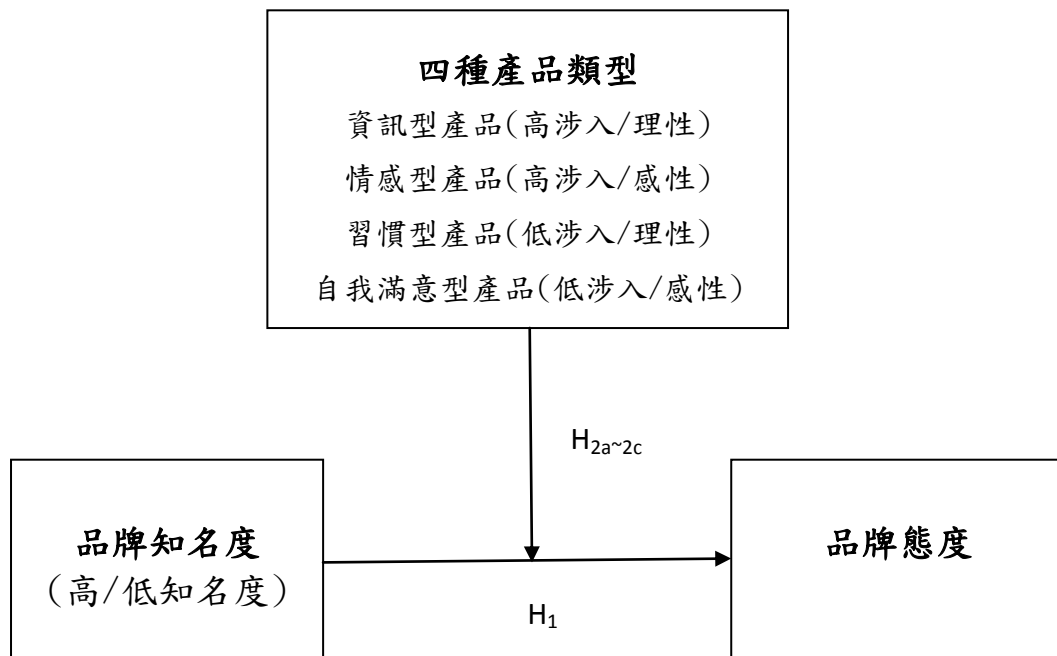 四種產品類型
資訊型產品(高涉入/理性)
情感型產品(高涉入/感性)
習慣型產品(低涉入/理性)
自我滿意型產品(低涉入/感性)
H2a~2c
品牌知名度
(高/低知名度)
品牌態度
H1